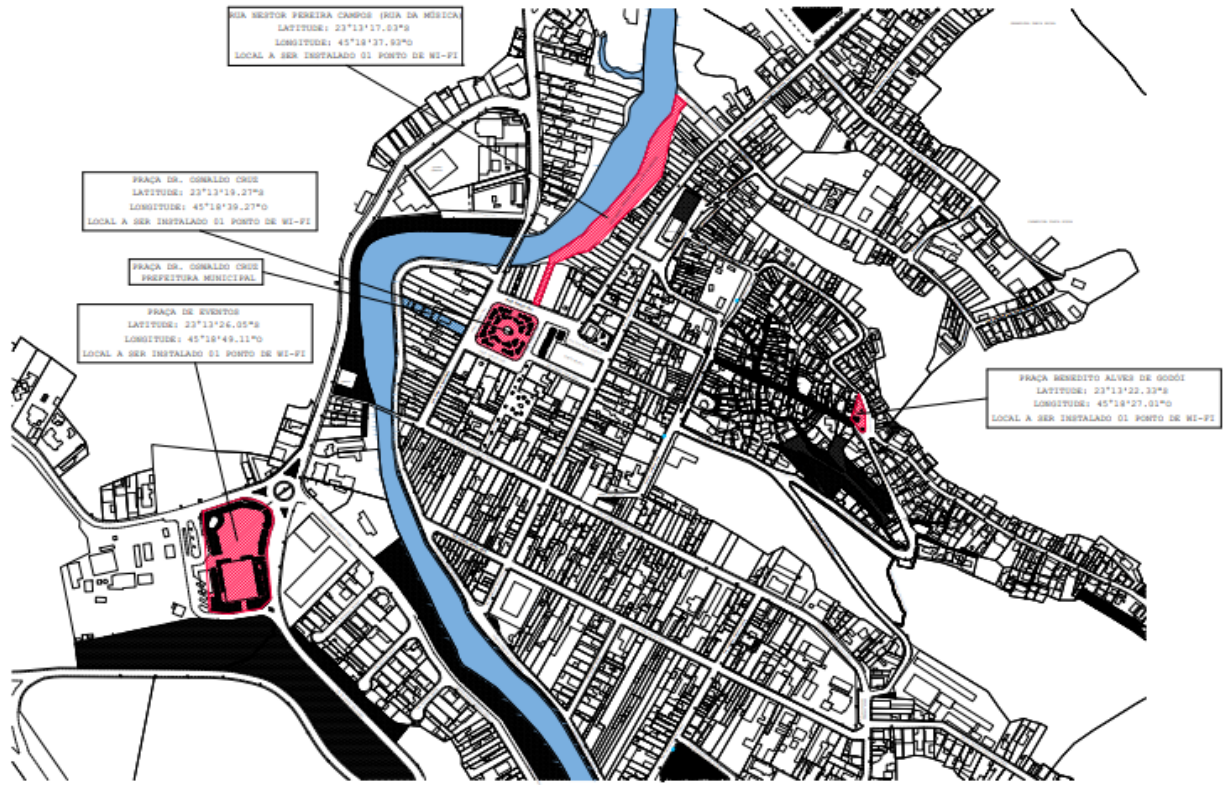 RUA NESTOR PEREIRA CAMPOS (RUA DA MÚSICA)
LATITUDE: 23°13'17.03"S
LONGITUDE: 45°18'37.93"O
LOCAL A SER INSTALADO 01 PONTO DE WI-FI
PRAÇA DR. OSWALDO CRUZ
LATITUDE: 23°13'19.27"S
LONGITUDE: 45°18'39.27"O
LOCAL A SER INSTALADO 01 PONTO DE WI-FI
PRAÇA DR. OSWALDO CRUZ
PREFEITURA MUNICIPAL
PRAÇA DE EVENTOS
LATITUDE: 23°13'26.05"S
LONGITUDE: 45°18'49.11"O
LOCAL A SER INSTALADO 01 PONTO DE WI-FI
PRAÇA BENEDITO ALVES DE GODÓI
LATITUDE: 23°13'22.33"S
LONGITUDE: 45°18'27.01"O
LOCAL A SER INSTALADO 01 PONTO DE WI-FI